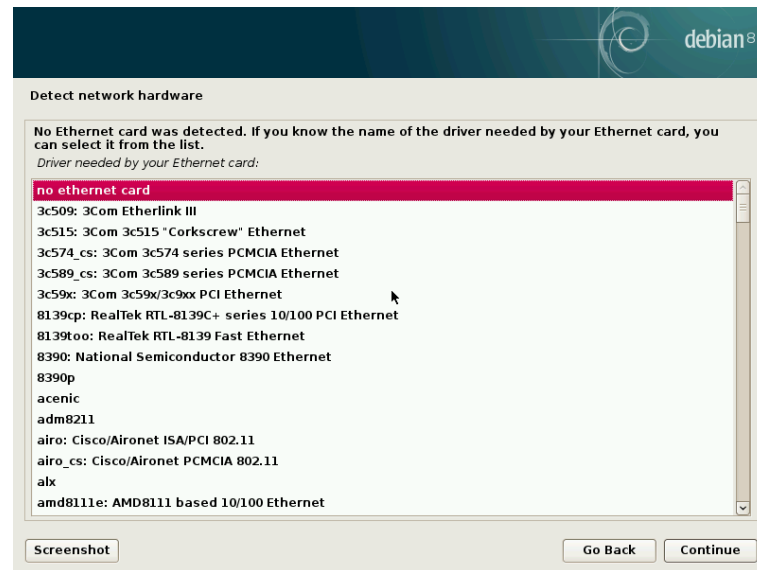 debian 8
Detect network hardware
No Ethernet card was detected. If you know the name of the driver needed by your Ethernet card, you
can select it from the list.
Driver needed by your Ethernet card:
no ethernet card
3c509: 3Com Etherlink III
3c515: 3Com 3c515 "Corkscrew" Ethernet
3c574_cs: 3Com 3c574 series PCMCIA Ethernet
3c589_cs: 3Com 3c589 series PCMCIA Ethernet
3c59x: 3Com 3c59x/3c9xx PCI Ethernet
8139cp: RealTek RTL-8139C+ series 10/100 PCI Ethernet
8139too: RealTek RTL-8139 Fast Ethernet
8390: National Semiconductor 8390 Ethernet
8390p
acenic
adm8211
airo: Cisco/Aironet ISA/PCI 802.11
airo_cs: Cisco/Aironet PCMCIA 802.11
alx
amd8111e: AMD8111 based 10/100 Ethernet
Screenshot
Go Back
Continue